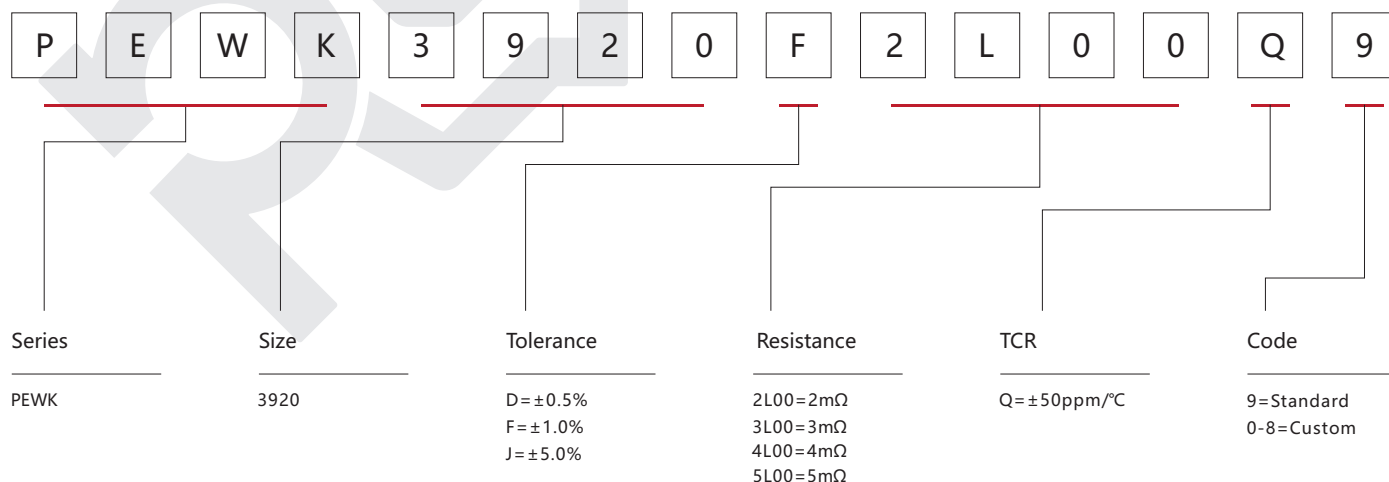 P E W K 3 9 2 0 F 2 L 0 0 Q 9
Series Size Tolerance Resistance TCR Code
PEWK 3920 D=±0.5% 2L00=2mΩ Q=±50ppm/℃ 9=Standard
F=±1.0% 3L00=3mΩ 0-8=Custom
J=±5.0% 4L00=4mΩ
5L00=5mΩ